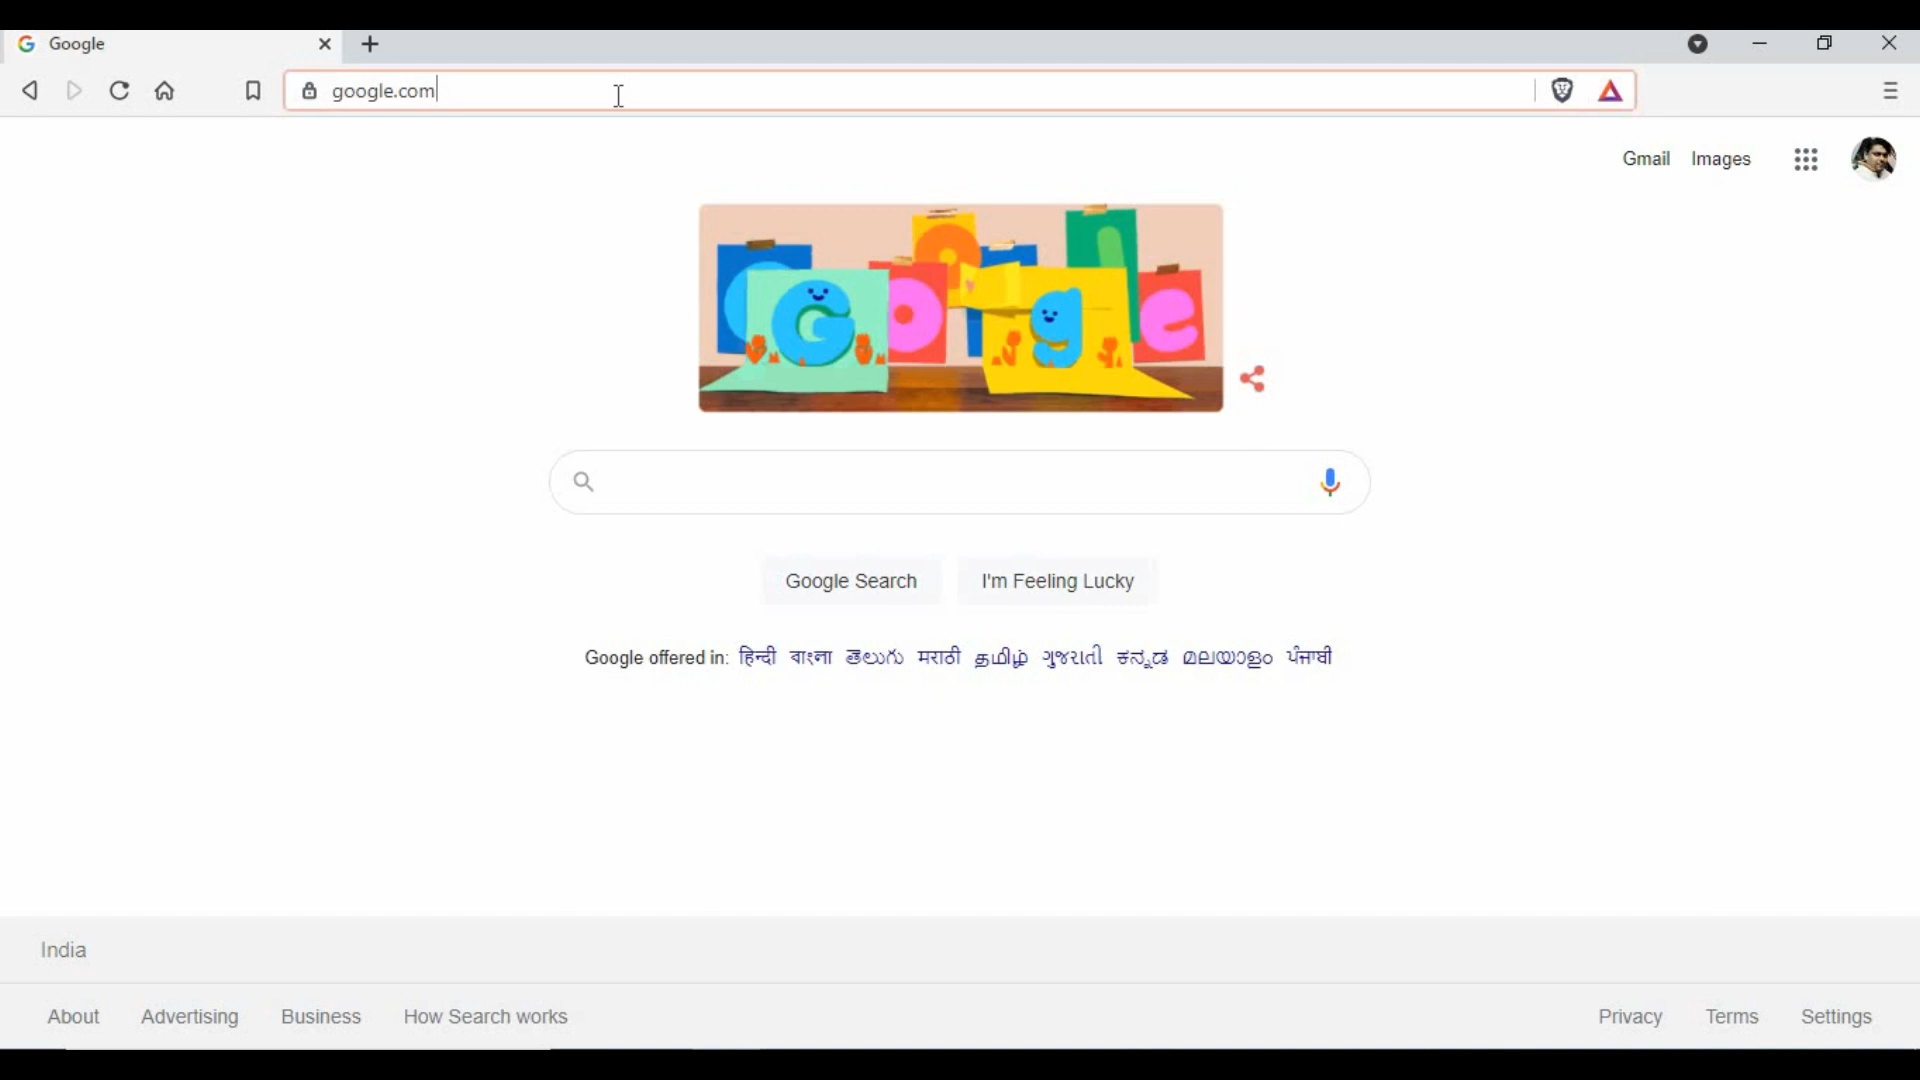 Google
google.com
Gmail Images
Google Search I'm Feeling Lucky
Google offered in: हिन्दी বাংলা తెలుగు मराठी தமிழ் ગુજરાતી ಕನ್ನಡ മലയാളം ਪੰਜਾਬੀ
India
About Advertising Business How Search works Privacy Terms Settings